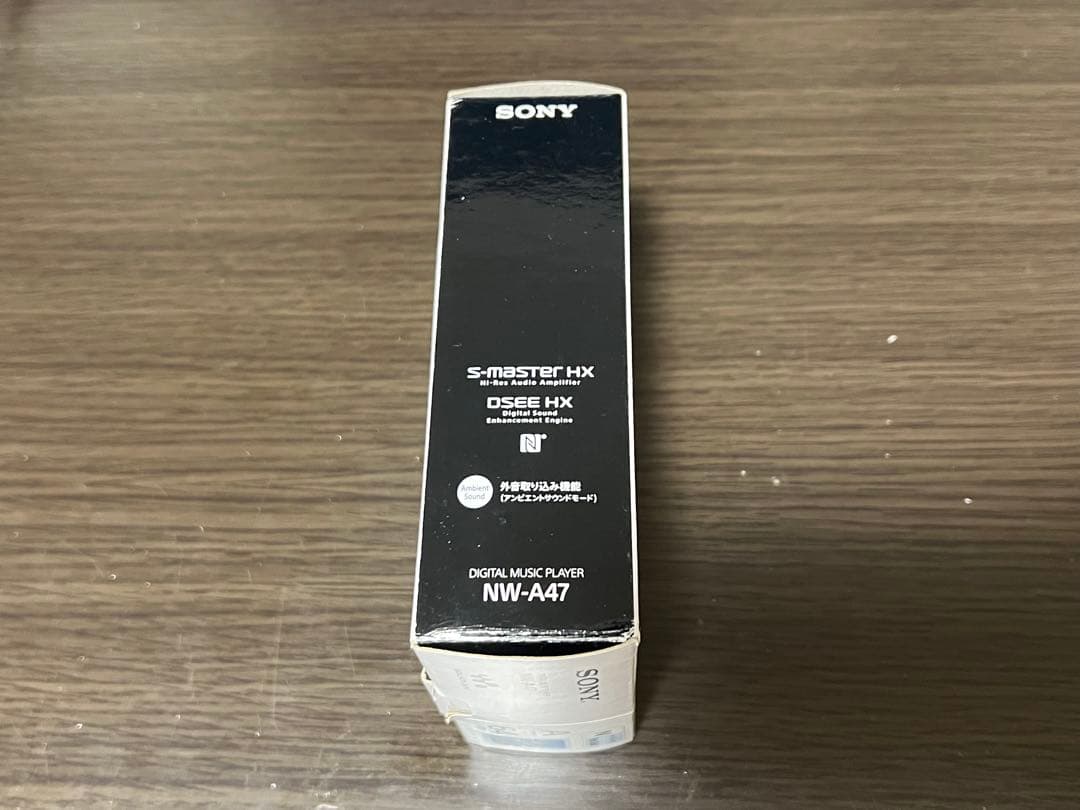 SONY
S-MASTER HX
Hi-Res Audio Amplifier
DSEE HX
Digital Sound
Enhancement Engine
Ambient
Sound
外音取り込み機能
(アンビエントサウンドモード)
DIGITAL MUSIC PLAYER
NW-A47
SONY